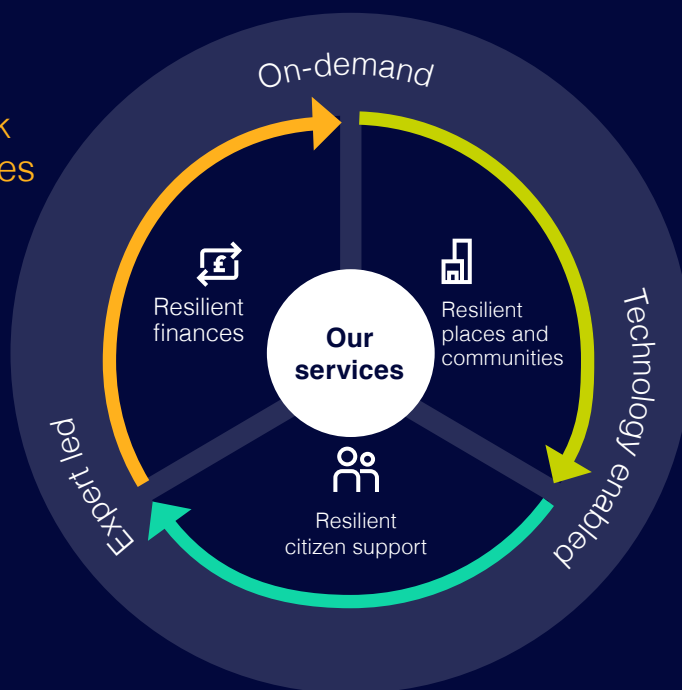 On-demand
Resilient
finances
£
Resilient
places and
communities
Our
services
Resilient
citizen support
Technology enabled
Expert led